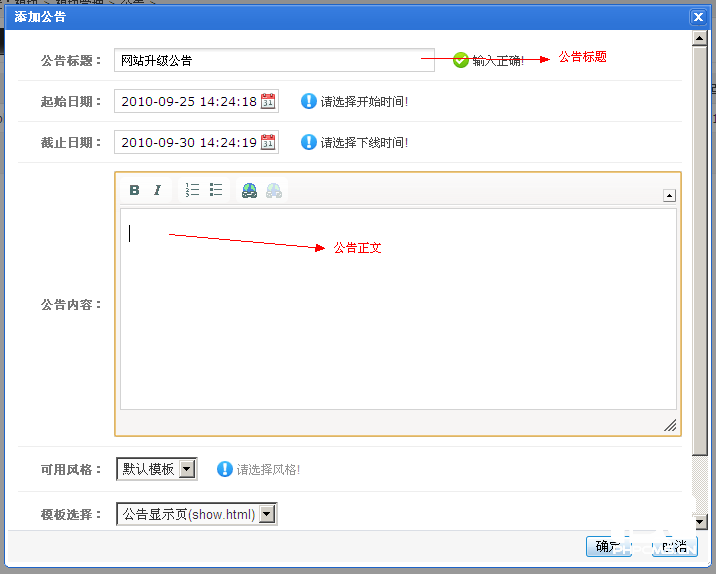 添加公告
公告标题： 网站升级公告 输入正确! 公告标题
起始日期： 2010-09-25 14:24:18 请选择开始时间!
截止日期： 2010-09-30 14:24:19 请选择下线时间!
B I
公告正文
公告内容：
可用风格： 默认模板 请选择风格!
模板选择： 公告显示页(show.html)
确定 取消